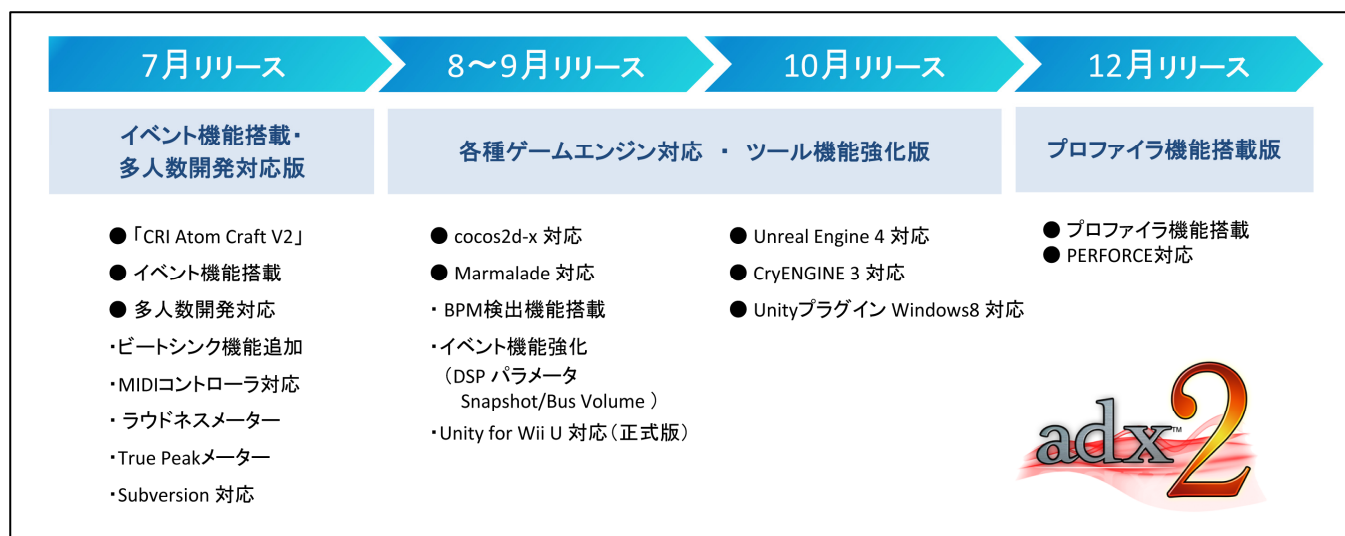 7月リリース
8～9月リリース
10月リリース
12月リリース
イベント機能搭載・
多人数開発対応版
各種ゲームエンジン対応 ・ ツール機能強化版
プロファイラ機能搭載版
●「CRI Atom Craft V2」
● イベント機能搭載
● 多人数開発対応
・ビートシンク機能追加
・MIDIコントローラ対応
・ラウドネスメーター
・True Peakメーター
・Subversion 対応
● cocos2d-x 対応
● Marmalade 対応
・BPM検出機能搭載
・イベント機能強化
（DSP パラメータ
Snapshot/Bus Volume ）
・Unity for Wii U 対応（正式版）
● Unreal Engine 4 対応
● CryENGINE 3 対応
● Unityプラグイン Windows8 対応
● プロファイラ機能搭載
● PERFORCE対応
adx™2